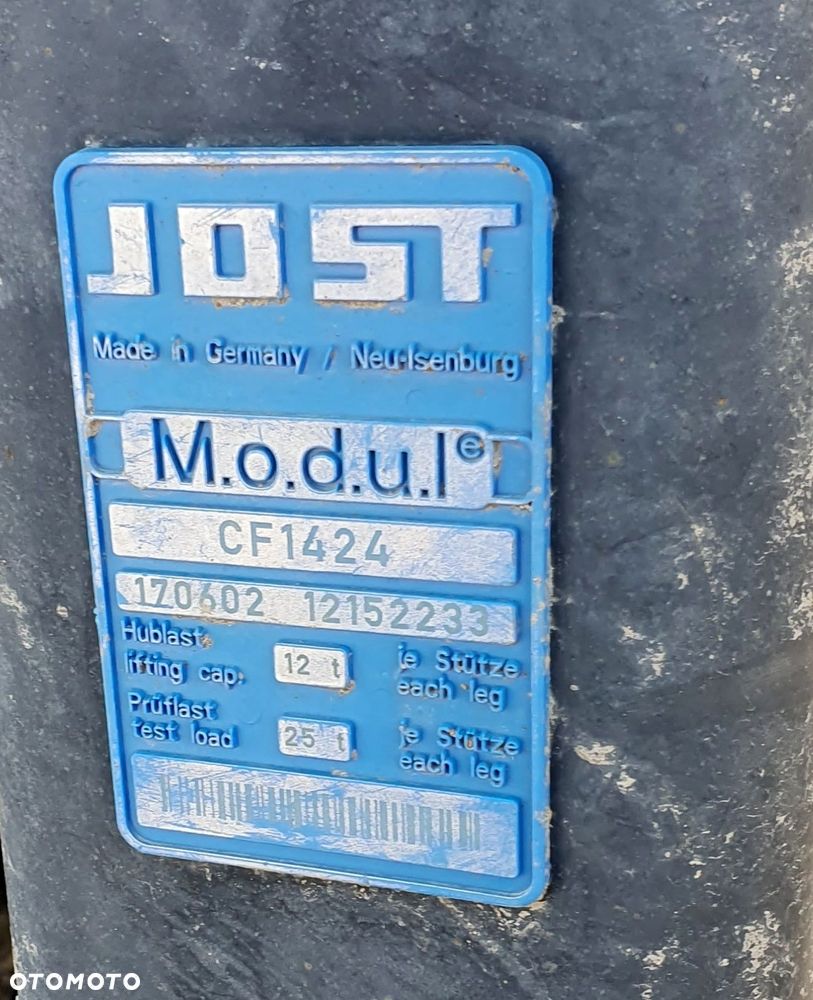 JOST
Made in Germany / Neu-Isenburg
M.o.d.u.l®
CF1424
170602 12152233
Hublast 12 t je Stütze
lifting cap. each leg
Prüflast 25 t je Stütze
test load each leg
OTOMOTO